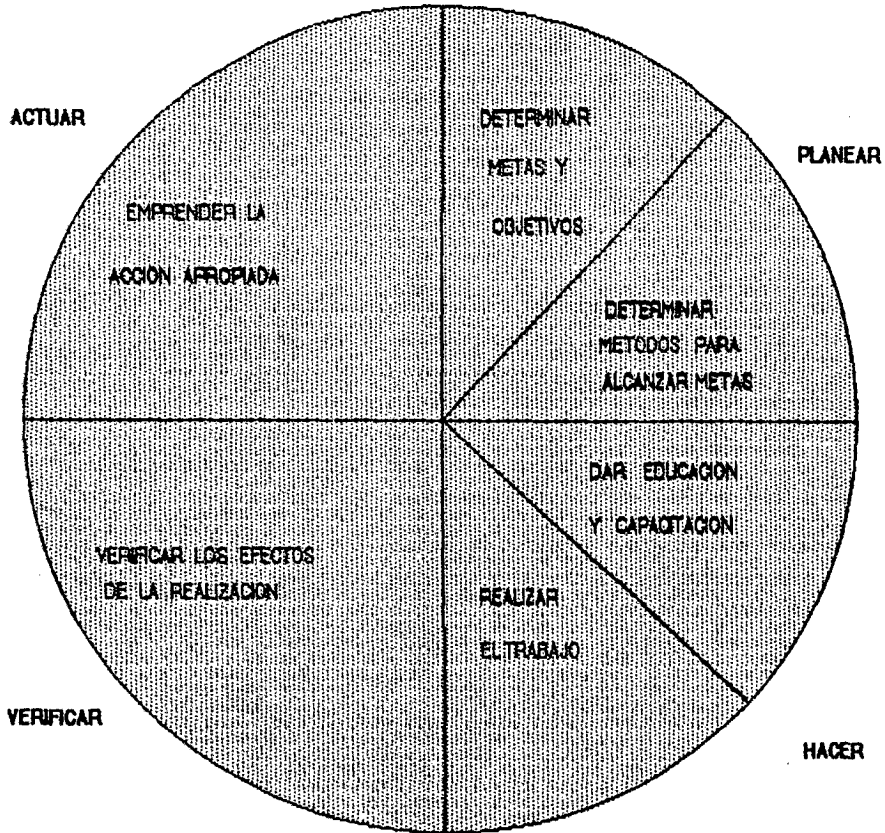 ACTUAR
EMPRENDER LA
ACCION APROPIADA
DETERMINAR
METAS Y
OBJETIVOS
PLANEAR
DETERMINAR
METODOS PARA
ALCANZAR METAS
DAR EDUCACION
Y CAPACITACION
REALIZAR
EL TRABAJO
HACER
VERIFICAR LOS EFECTOS
DE LA REALIZACION
VERIFICAR